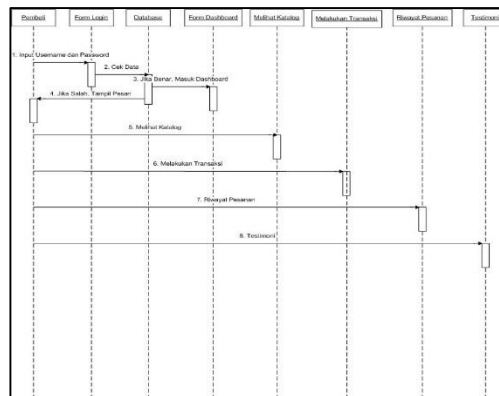 Pembeli
Form Login
Database
Form Dashboard
Melihat Katalog
Melakukan Transaksi
Riwayat Pesanan
Testimoni
1. Input Username dan Password
2. Cek Data
3. Jika Benar, Masuk Dashboard
4. Jika Salah, Tampil Pesan
5. Melihat Katalog
6. Melakukan Transaksi
7. Riwayat Pesanan
8. Testimoni